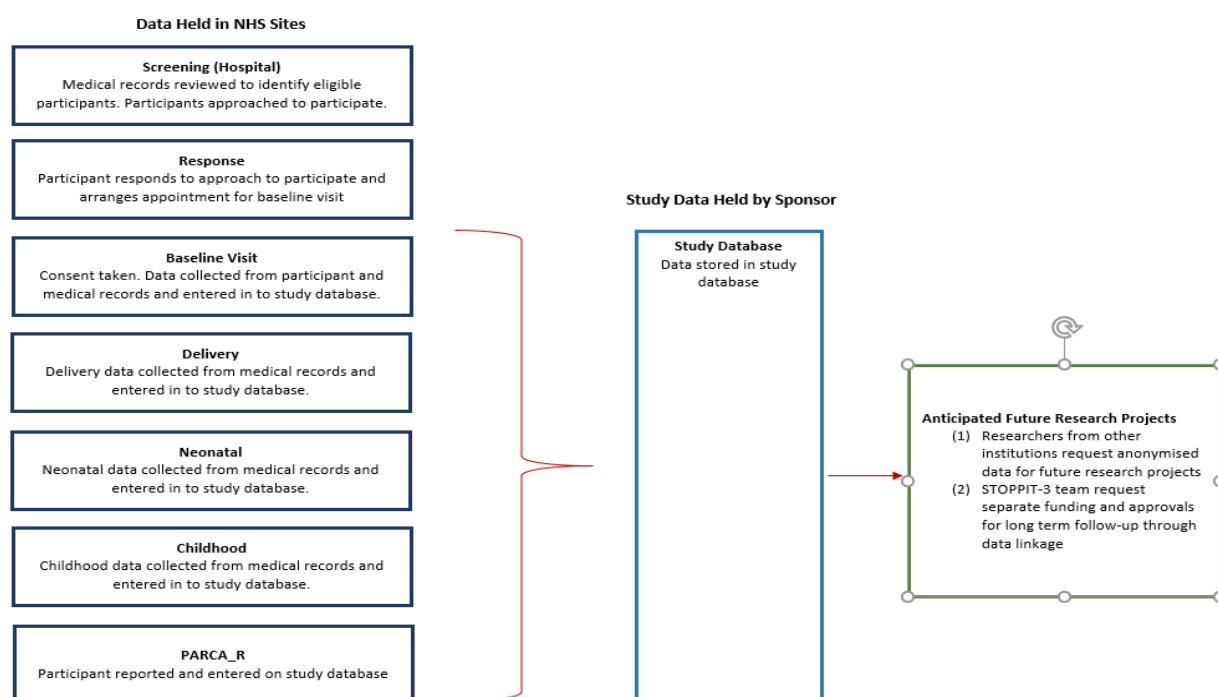 Data Held in NHS Sites
Screening (Hospital)
Medical records reviewed to identify eligible
participants. Participants approached to participate.
Response
Participant responds to approach to participate and
arranges appointment for baseline visit
Baseline Visit
Consent taken. Data collected from participant and
medical records and entered in to study database.
Delivery
Delivery data collected from medical records and
entered in to study database.
Neonatal
Neonatal data collected from medical records and
entered in to study database.
Childhood
Childhood data collected from medical records and
entered in to study database.
PARCA_R
Participant reported and entered on study database
Study Data Held by Sponsor
Study Database
Data stored in study
database
Anticipated Future Research Projects
(1) Researchers from other
institutions request anonymised
data for future research projects
(2) STOPPIT-3 team request
separate funding and approvals
for long term follow-up through
data linkage